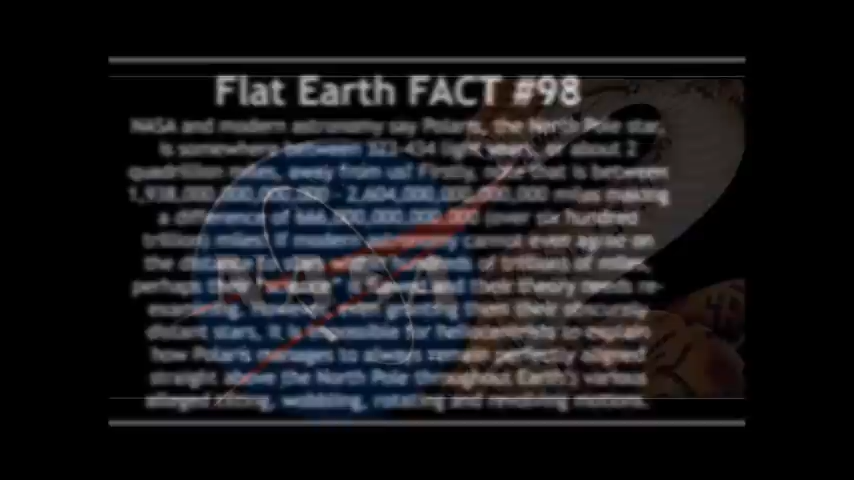 Flat Earth FACT #98
NASA and modern astronomy say Polaris, the North Pole star,
is somewhere between 323-434 light years, or about 2
quadrillion miles, away from us! Firstly, note that is between
1,938,000,000,000,000 - 2,604,000,000,000,000 miles making
a difference of 666,000,000,000,000 (over six hundred
trillion) miles! If modern astronomy cannot even agree on
the distance to stars within hundreds of trillions of miles,
perhaps their "science" is flawed and their theory needs re-
examining. However, even granting them their obscurely
distant stars, it is impossible for heliocentrists to explain
how Polaris manages to always remain perfectly aligned
straight above the North Pole throughout Earth's various
alleged tilting, wobbling, rotating and revolving motions.
NASA